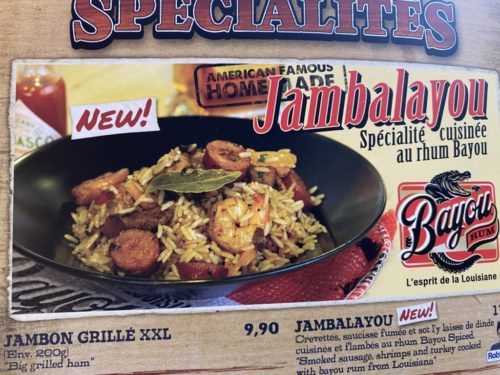 SPÉCIALITÉS
AMERICAN FAMOUS
HOME MADE
NEW!
Jambalayou
Spécialité cuisinée
au rhum Bayou
Bayou
RUM
L'esprit de la Louisiane
JAMBON GRILLÉ XXL 9,90
(Env. 200g)
"Big grilled ham"
JAMBALAYOU NEW!
Crevettes, saucisse fumée et sot l'y laisse de dinde
cuisinés et flambés au rhum Bayou Spiced.
"Smoked sausage, shrimps and turkey cooked
with bayou rum from Louisiana"